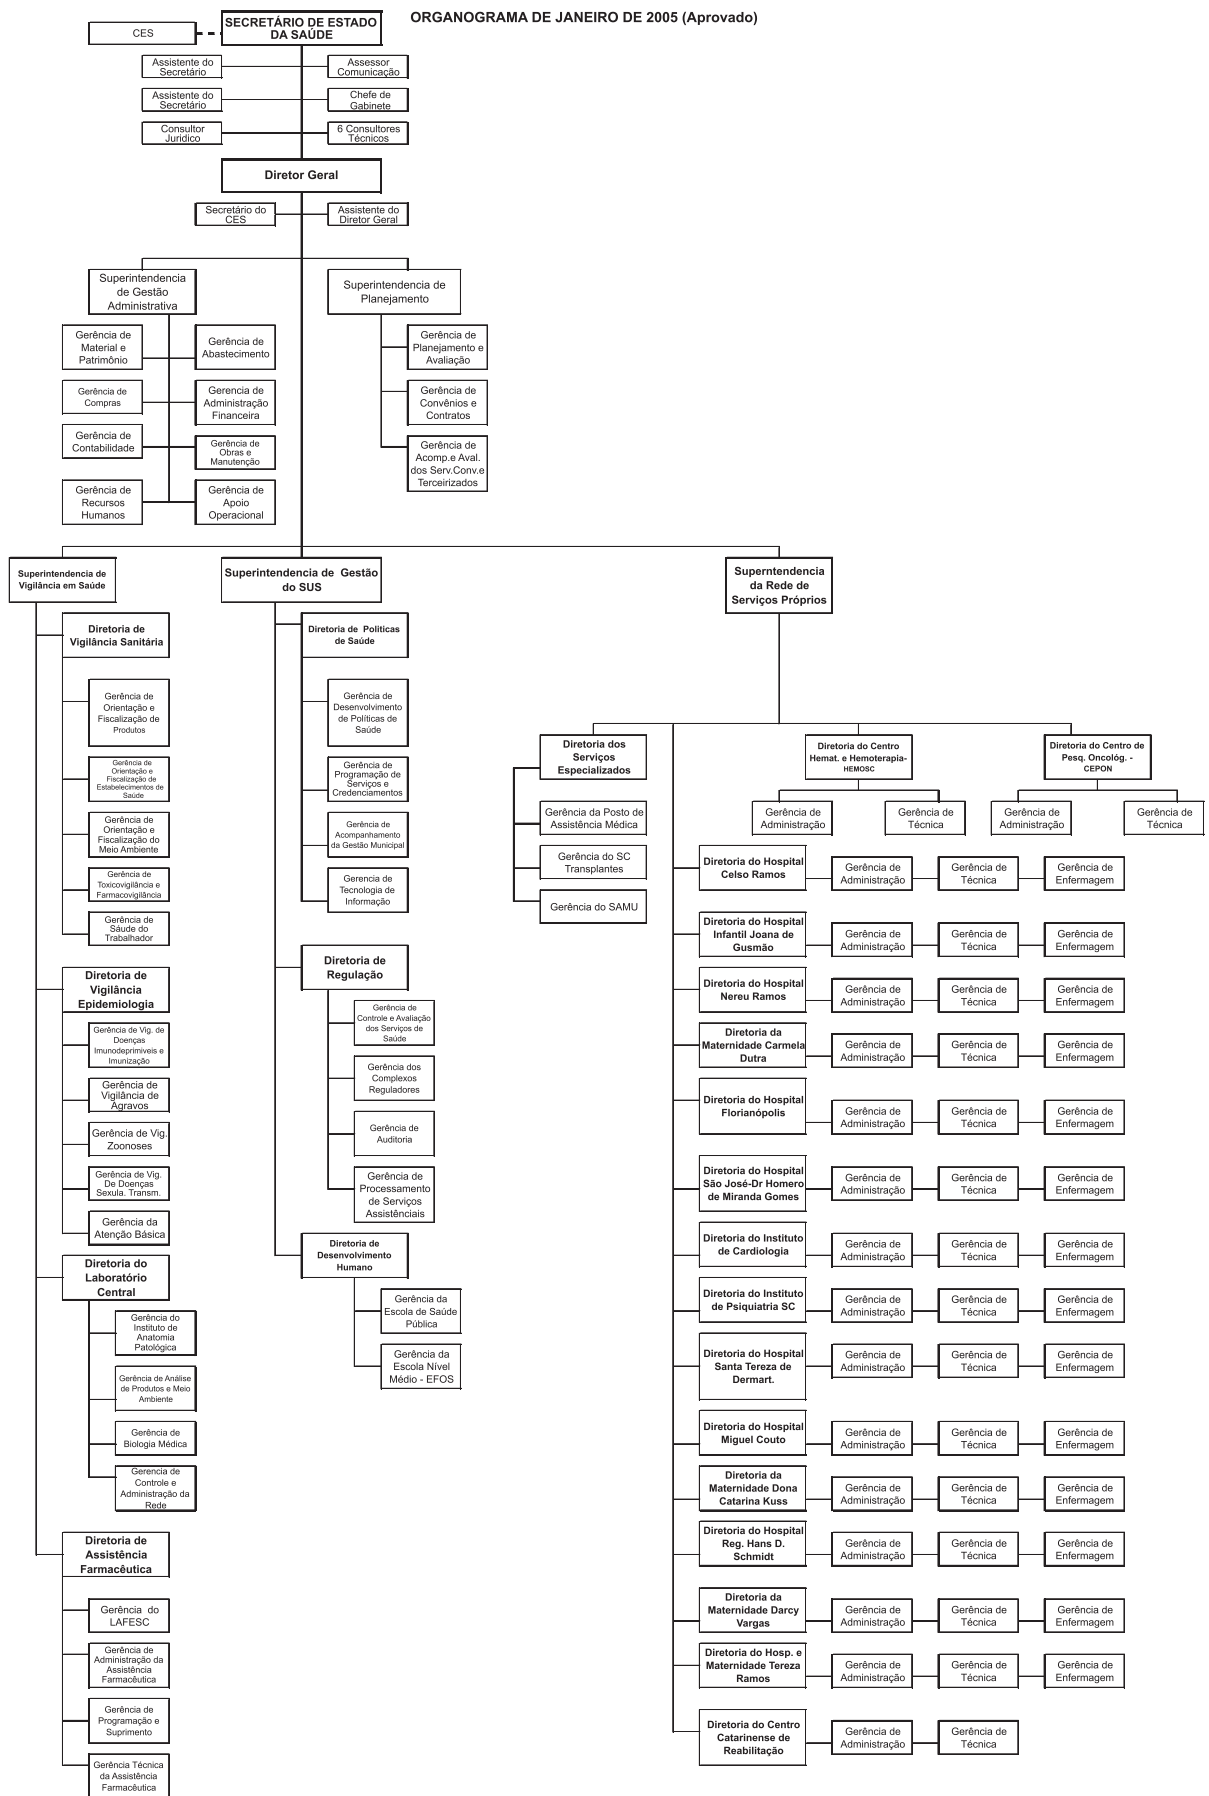 ORGANOGRAMA DE JANEIRO DE 2005 (Aprovado)
CES
SECRETÁRIO DE ESTADO
DA SAÚDE
Assistente do
Secretário
Assessor
Comunicação
Assistente do
Secretário
Chefe de
Gabinete
Consultor
Juridico
6 Consultores
Técnicos
Diretor Geral
Secretário do
CES
Assistente do
Diretor Geral
Superintendencia
de Gestão
Administrativa
Superintendencia de
Planejamento
Gerência de
Material e
Patrimônio
Gerência de
Abastecimento
Gerência de
Compras
Gerencia de
Administração
Financeira
Gerência de
Contabilidade
Gerência de
Obras e
Manutenção
Gerência de
Recursos
Humanos
Gerência de
Apoio
Operacional
Gerência de
Planejamento e
Avaliação
Gerência de
Convênios e
Contratos
Gerência de
Acomp.e Aval.
dos Serv.Conv.e
Terceirizados
Superintendencia de
Vigilância em Saúde
Superintendencia de Gestão
do SUS
Superntendencia
da Rede de
Serviços Próprios
Diretoria de
Vigilância Sanitária
Gerência de
Orientação e
Fiscalização de
Produtos
Gerência de
Orientação e
Fiscalização de
Estabelecimentos de
Saúde
Gerência de
Orientação e
Fiscalização do
Meio Ambiente
Gerência de
Toxicovigilância e
Farmacovigilância
Gerência de
Sáude do
Trabalhador
Diretoria de
Vigilância
Epidemiologia
Gerência de Vig. de
Doenças
Imunodeprimiveis e
Imunização
Gerência de
Vigilância de
Agravos
Gerência de Vig.
Zoonoses
Gerência de Vig.
De Doenças
Sexula. Transm.
Gerência da
Atenção Básica
Diretoria do
Laboratório
Central
Gerência do
Instituto de
Anatomia
Patológica
Gerência de Análise
de Produtos e Meio
Ambiente
Gerência de
Biologia Médica
Gerencia de
Controle e
Administração da
Rede
Diretoria de
Assistência
Farmacêutica
Gerência do
LAFESC
Gerência de
Administração da
Assistência
Farmacêutica
Gerência de
Programação e
Suprimento
Gerência Técnica
da Assistência
Farmacêutica
Diretoria de Politicas
de Saúde
Gerência de
Desenvolvimento
de Políticas de
Saúde
Gerência de
Programação de
Serviços e
Credenciamentos
Gerência de
Acompanhamento
da Gestão Municipal
Gerencia de
Tecnologia de
Informação
Diretoria de
Regulação
Gerência de
Controle e Avaliação
dos Serviços de
Saúde
Gerência dos
Complexos
Reguladores
Gerência de
Auditoria
Gerência de
Processamento
de Serviços
Assistênciais
Diretoria de
Desenvolvimento
Humano
Gerência da
Escola de Saúde
Pública
Gerência da
Escola Nível
Médio - EFOS
Diretoria dos
Serviços
Especializados
Gerência da Posto de
Assistência Médica
Gerência do SC
Transplantes
Gerência do SAMU
Diretoria do Centro
Hemat. e Hemoterapia-
HEMOSC
Gerência de
Administração
Gerência de
Técnica
Diretoria do Centro de
Pesq. Oncológ. -
CEPON
Gerência de
Administração
Gerência de
Técnica
Diretoria do Hospital
Celso Ramos
Gerência de
Administração
Gerência de
Técnica
Gerência de
Enfermagem
Diretoria do Hospital
Infantil Joana de
Gusmão
Gerência de
Administração
Gerência de
Técnica
Gerência de
Enfermagem
Diretoria do Hospital
Nereu Ramos
Gerência de
Administração
Gerência de
Técnica
Gerência de
Enfermagem
Diretoria da
Maternidade Carmela
Dutra
Gerência de
Administração
Gerência de
Técnica
Gerência de
Enfermagem
Diretoria do Hospital
Florianópolis
Gerência de
Administração
Gerência de
Técnica
Gerência de
Enfermagem
Diretoria do Hospital
São José-Dr Homero
de Miranda Gomes
Gerência de
Administração
Gerência de
Técnica
Gerência de
Enfermagem
Diretoria do Instituto
de Cardiologia
Gerência de
Administração
Gerência de
Técnica
Gerência de
Enfermagem
Diretoria do Instituto
de Psiquiatria SC
Gerência de
Administração
Gerência de
Técnica
Gerência de
Enfermagem
Diretoria do Hospital
Santa Tereza de
Dermart.
Gerência de
Administração
Gerência de
Técnica
Gerência de
Enfermagem
Diretoria do Hospital
Miguel Couto
Gerência de
Administração
Gerência de
Técnica
Gerência de
Enfermagem
Diretoria da
Maternidade Dona
Catarina Kuss
Gerência de
Administração
Gerência de
Técnica
Gerência de
Enfermagem
Diretoria do Hospital
Reg. Hans D.
Schmidt
Gerência de
Administração
Gerência de
Técnica
Gerência de
Enfermagem
Diretoria da
Maternidade Darcy
Vargas
Gerência de
Administração
Gerência de
Técnica
Gerência de
Enfermagem
Diretoria do Hosp. e
Maternidade Tereza
Ramos
Gerência de
Administração
Gerência de
Técnica
Gerência de
Enfermagem
Diretoria do Centro
Catarinense de
Reabilitação
Gerência de
Administração
Gerência de
Técnica